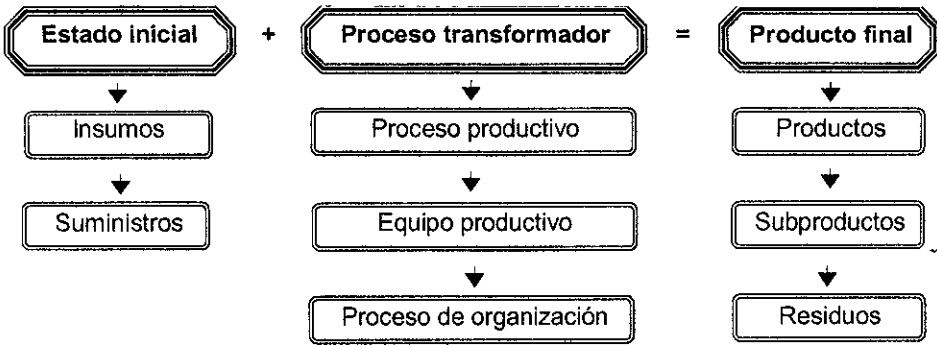 Estado inicial + Proceso transformador = Producto final
Insumos Proceso productivo Productos
Suministros Equipo productivo Subproductos
Proceso de organización Residuos